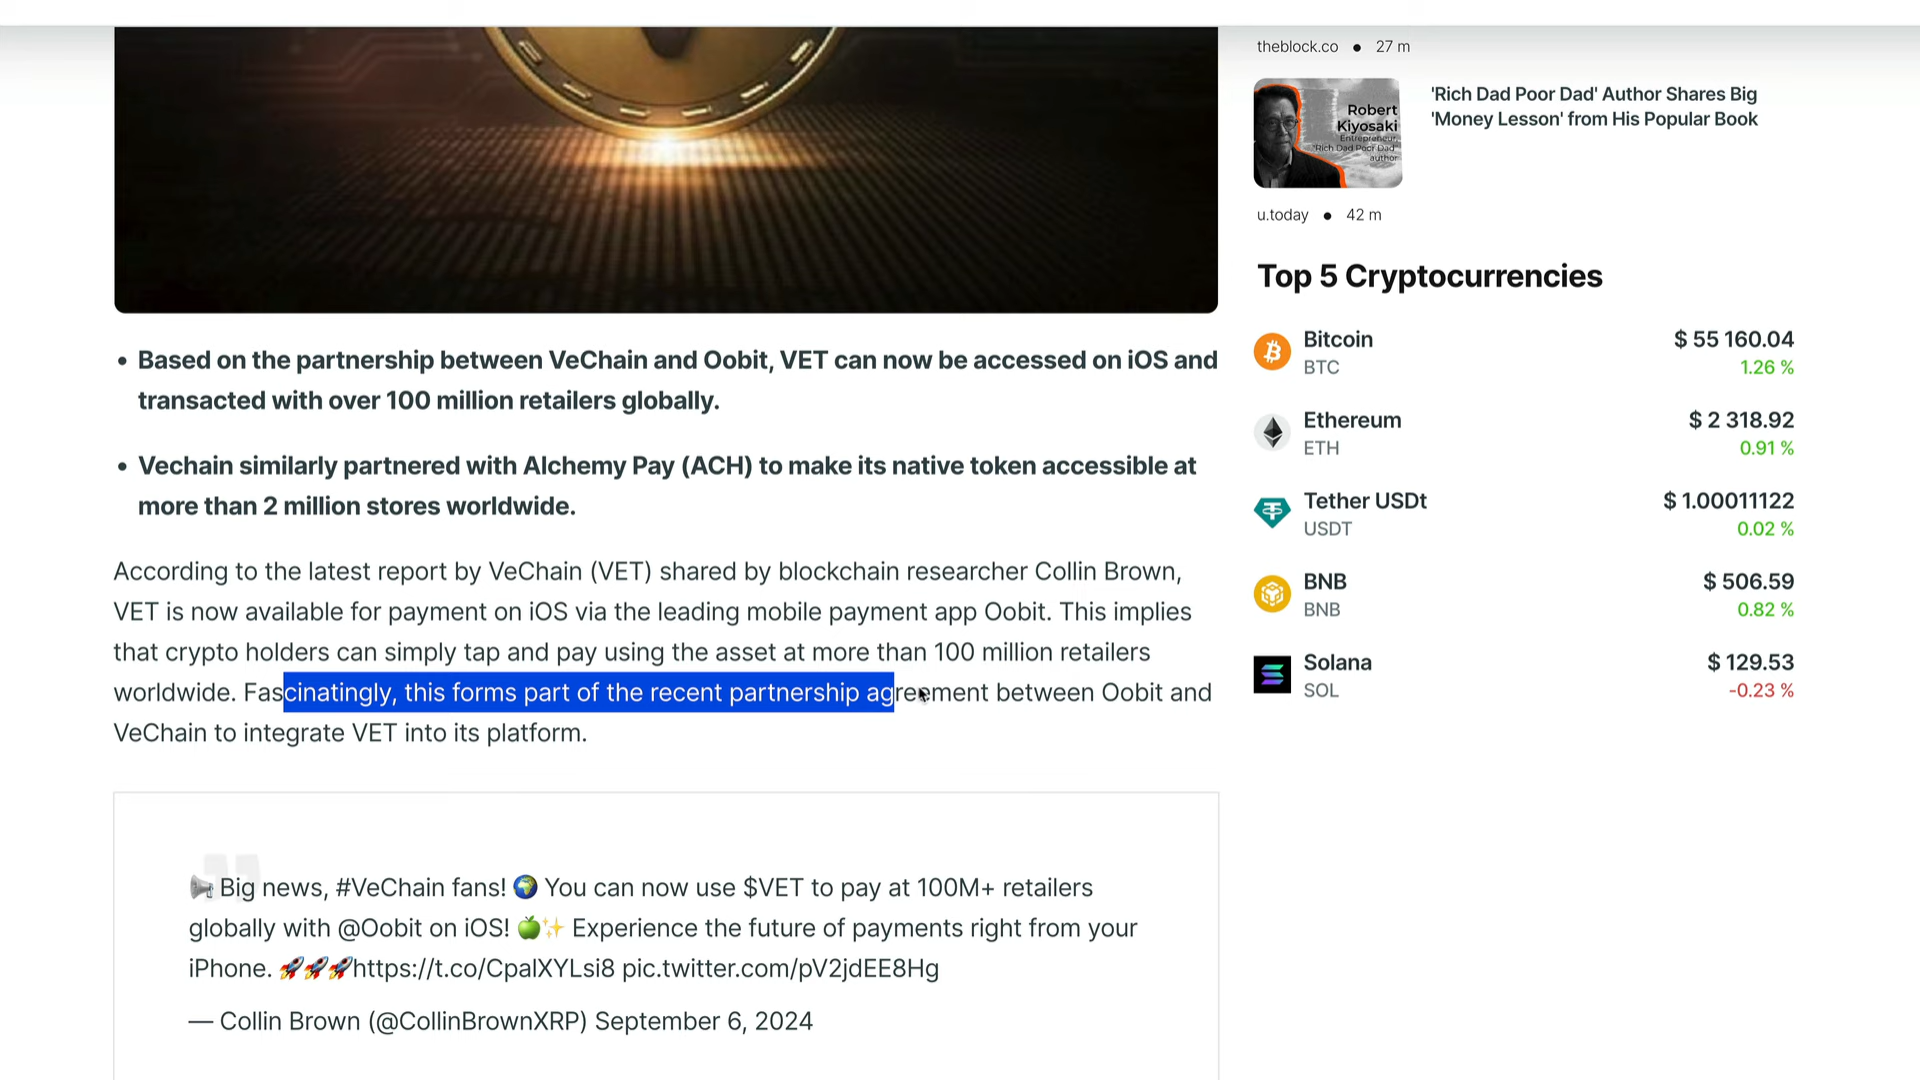 theblock.co ● 27 m
Robert
Kiyosaki
Entrepreneur,
"Rich Dad Poor Dad"
author
'Rich Dad Poor Dad' Author Shares Big
'Money Lesson' from His Popular Book
u.today ● 42 m
Top 5 Cryptocurrencies
Bitcoin $ 55 160.04
BTC 1.26 %
Ethereum $ 2 318.92
ETH 0.91 %
Tether USDt $ 1.00011122
USDT 0.02 %
BNB $ 506.59
BNB 0.82 %
Solana $ 129.53
SOL -0.23 %
• Based on the partnership between VeChain and Oobit, VET can now be accessed on iOS and
transacted with over 100 million retailers globally.
• Vechain similarly partnered with Alchemy Pay (ACH) to make its native token accessible at
more than 2 million stores worldwide.
According to the latest report by VeChain (VET) shared by blockchain researcher Collin Brown,
VET is now available for payment on iOS via the leading mobile payment app Oobit. This implies
that crypto holders can simply tap and pay using the asset at more than 100 million retailers
worldwide. Fascinatingly, this forms part of the recent partnership agreement between Oobit and
VeChain to integrate VET into its platform.
📢 Big news, #VeChain fans! 🌍 You can now use $VET to pay at 100M+ retailers
globally with @Oobit on iOS! 🍏✨ Experience the future of payments right from your
iPhone. 🚀🚀🚀https://t.co/CpalXYLsi8 pic.twitter.com/pV2jdEE8Hg
— Collin Brown (@CollinBrownXRP) September 6, 2024